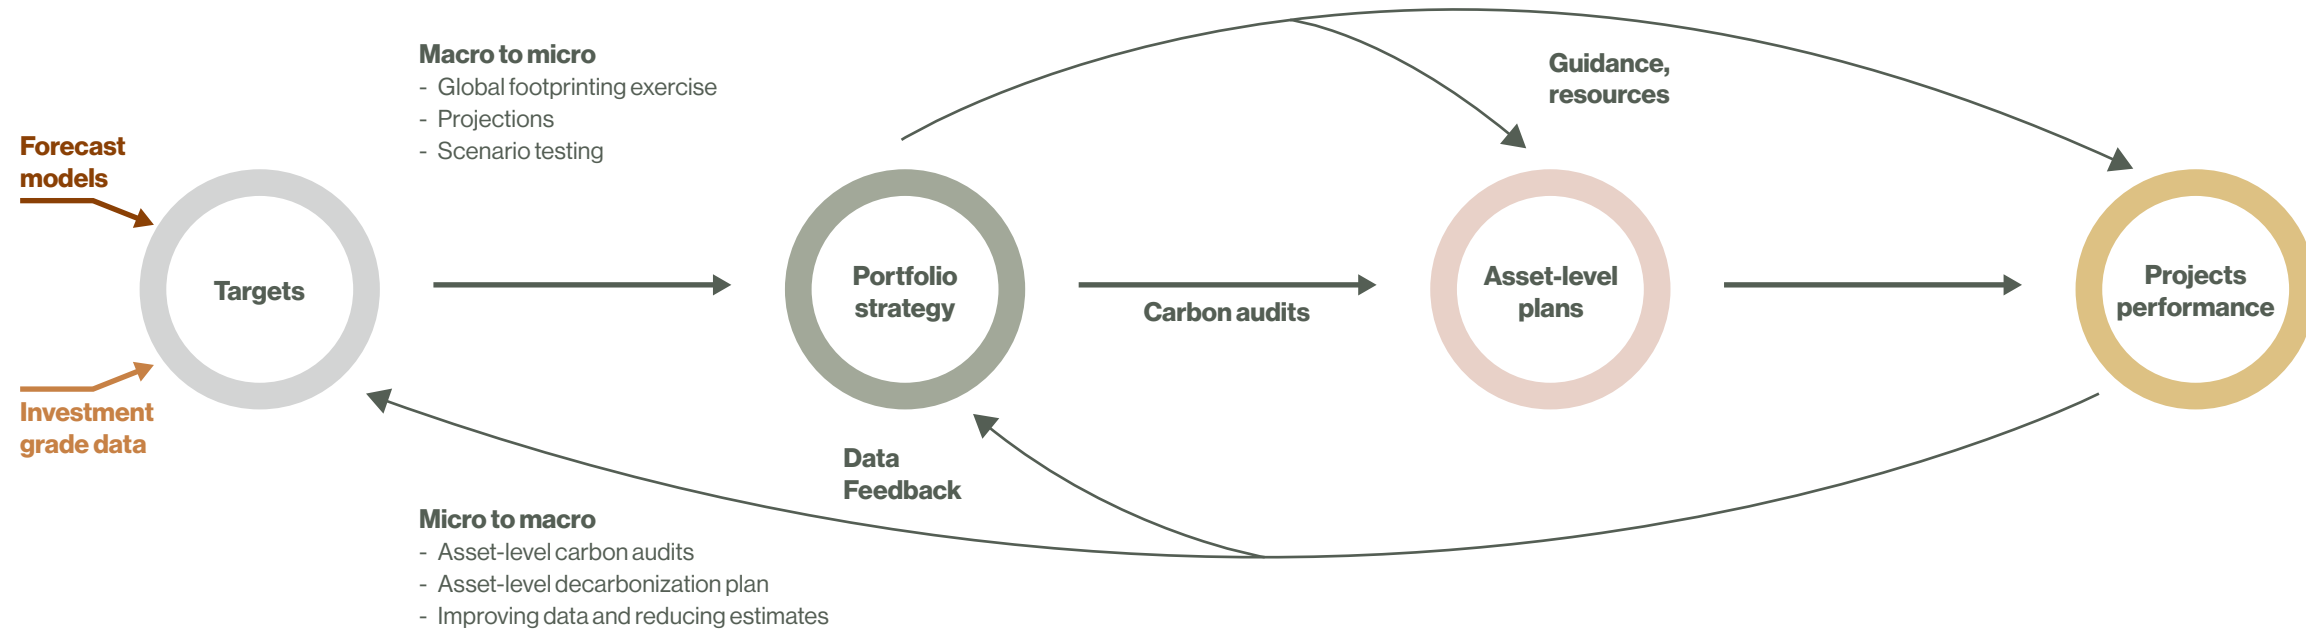 Macro to micro
- Global footprinting exercise
- Projections
- Scenario testing
Guidance,
resources
Forecast
models
Targets
Portfolio
strategy
Carbon audits
Asset-level
plans
Projects
performance
Investment
grade data
Data
Feedback
Micro to macro
- Asset-level carbon audits
- Asset-level decarbonization plan
- Improving data and reducing estimates